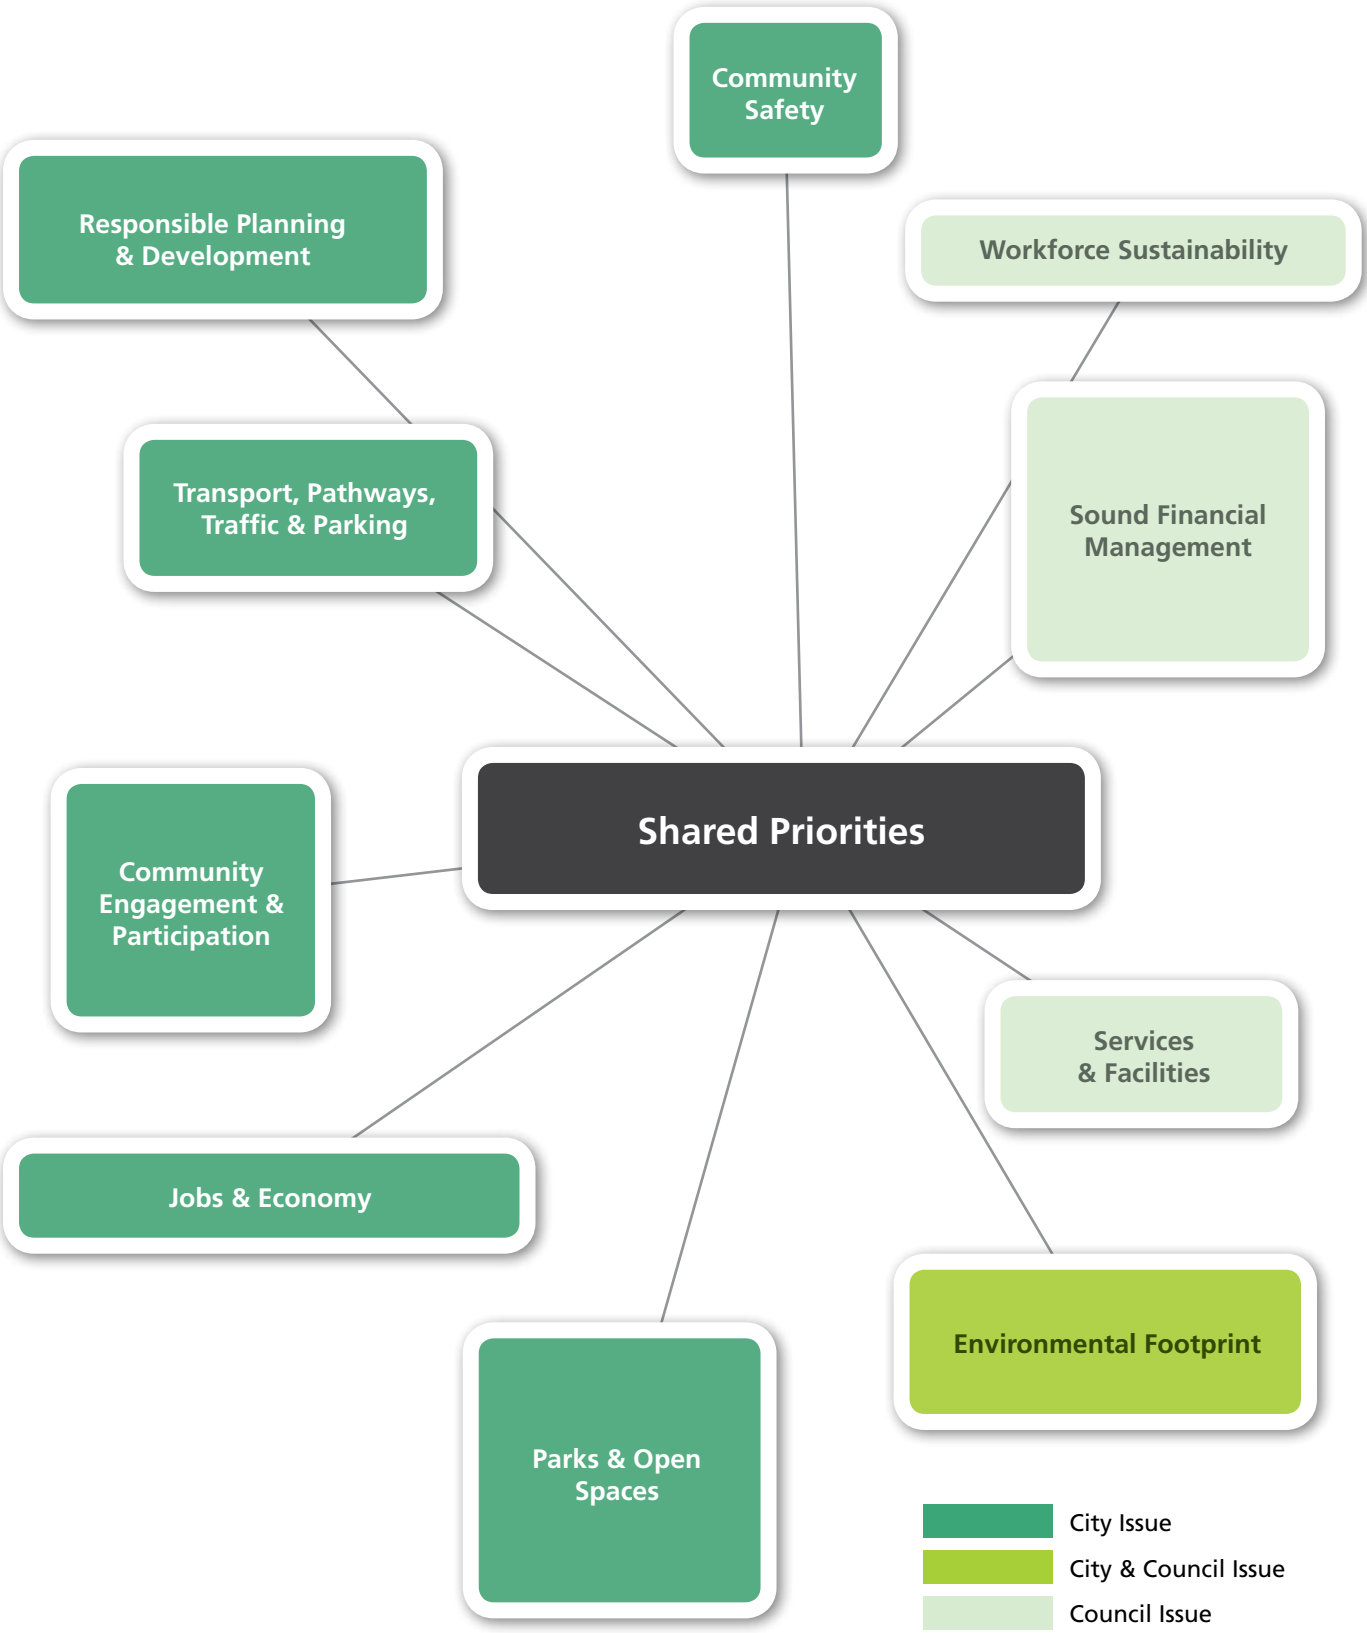 Community
Safety
Responsible Planning
& Development
Workforce Sustainability
Transport, Pathways,
Traffic & Parking
Sound Financial
Management
Shared Priorities
Community
Engagement &
Participation
Services
& Facilities
Jobs & Economy
Environmental Footprint
Parks & Open
Spaces
City Issue
City & Council Issue
Council Issue